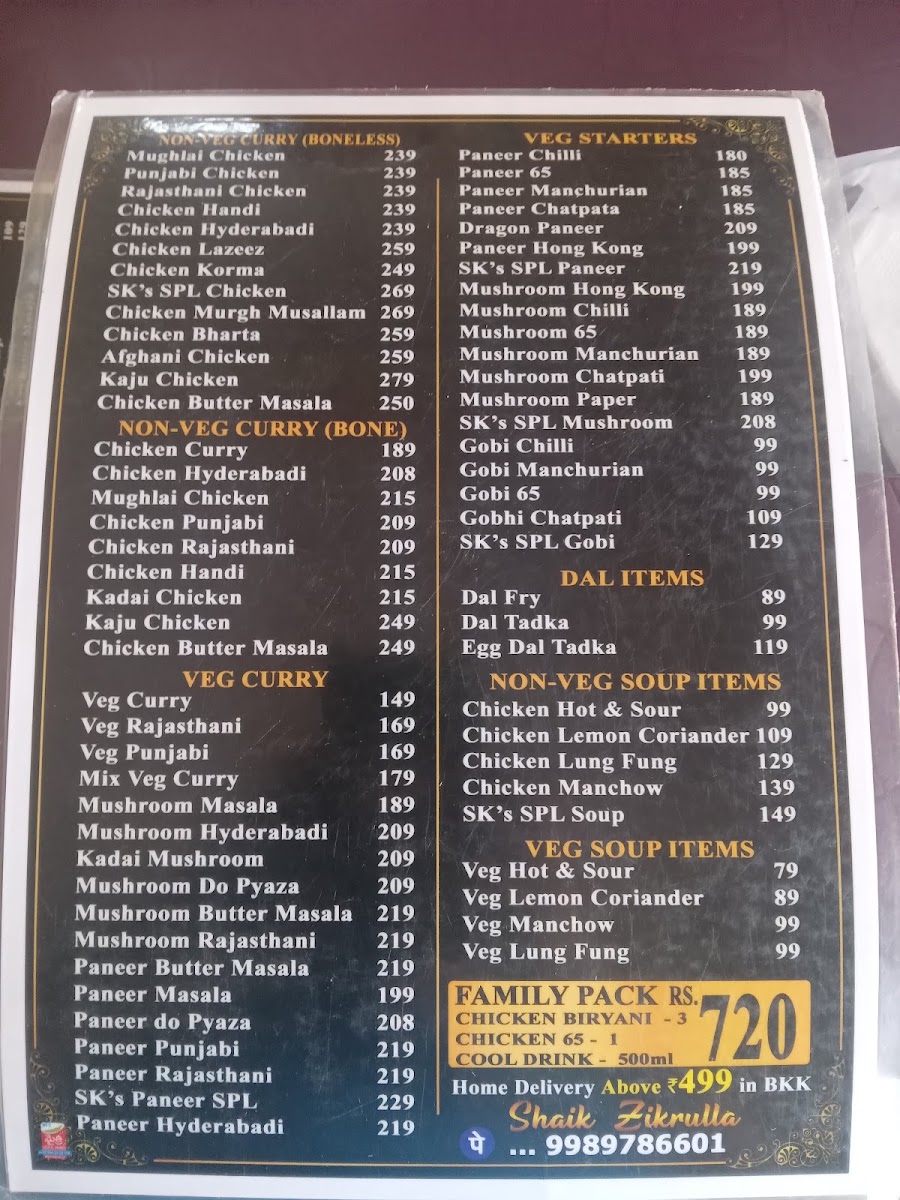 NON-VEG CURRY (BONELESS)
Mughlai Chicken 239
Punjabi Chicken 239
Rajasthani Chicken 239
Chicken Handi 239
Chicken Hyderabadi 239
Chicken Lazeez 259
Chicken Korma 249
SK's SPL Chicken 269
Chicken Murgh Musallam 269
Chicken Bharta 259
Afghani Chicken 259
Kaju Chicken 279
Chicken Butter Masala 250
NON-VEG CURRY (BONE)
Chicken Curry 189
Chicken Hyderabadi 208
Mughlai Chicken 215
Chicken Punjabi 209
Chicken Rajasthani 209
Chicken Handi 215
Kadai Chicken 215
Kaju Chicken 249
Chicken Butter Masala 249
VEG CURRY
Veg Curry 149
Veg Rajasthani 169
Veg Punjabi 169
Mix Veg Curry 179
Mushroom Masala 189
Mushroom Hyderabadi 209
Kadai Mushroom 209
Mushroom Do Pyaza 209
Mushroom Butter Masala 219
Mushroom Rajasthani 219
Paneer Butter Masala 219
Paneer Masala 199
Paneer do Pyaza 208
Paneer Punjabi 219
Paneer Rajasthani 219
SK's Paneer SPL 229
Paneer Hyderabadi 219
VEG STARTERS
Paneer Chilli 180
Paneer 65 185
Paneer Manchurian 185
Paneer Chatpata 185
Dragon Paneer 209
Paneer Hong Kong 199
SK's SPL Paneer 219
Mushroom Hong Kong 199
Mushroom Chilli 189
Mushroom 65 189
Mushroom Manchurian 189
Mushroom Chatpati 199
Mushroom Paper 189
SK's SPL Mushroom 208
Gobi Chilli 99
Gobi Manchurian 99
Gobi 65 99
Gobhi Chatpati 109
SK's SPL Gobi 129
DAL ITEMS
Dal Fry 89
Dal Tadka 99
Egg Dal Tadka 119
NON-VEG SOUP ITEMS
Chicken Hot & Sour 99
Chicken Lemon Coriander 109
Chicken Lung Fung 129
Chicken Manchow 139
SK's SPL Soup 149
VEG SOUP ITEMS
Veg Hot & Sour 79
Veg Lemon Coriander 89
Veg Manchow 99
Veg Lung Fung 99
FAMILY PACK RS. 720
CHICKEN BIRYANI - 3
CHICKEN 65 - 1
COOL DRINK - 500ml
Home Delivery Above ₹499 in BKK
Shaik Zikrulla
पे ... 9989786601